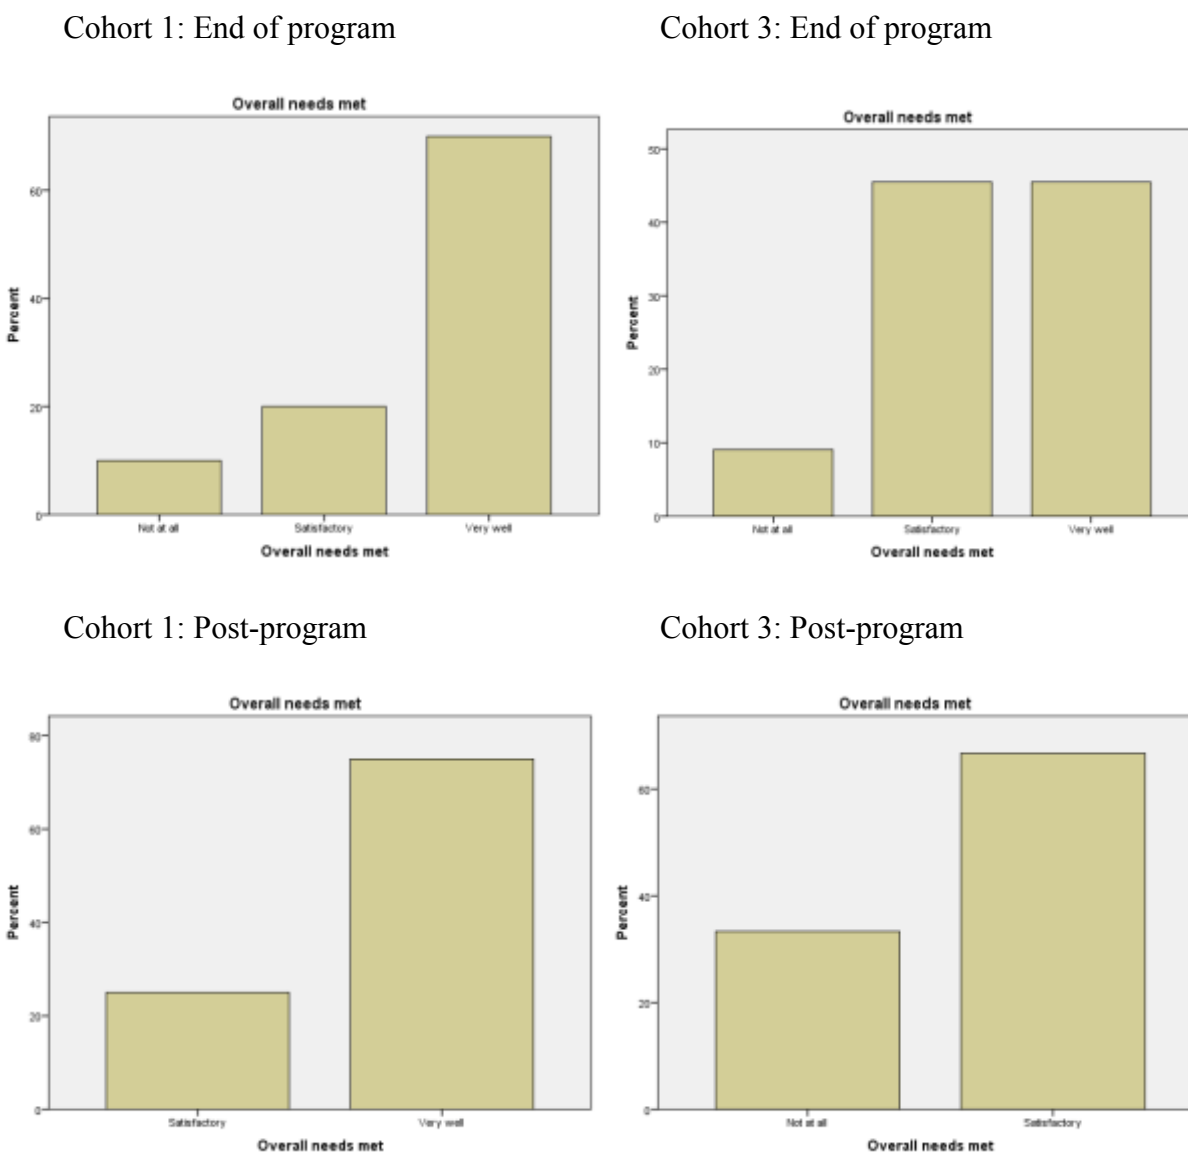 Cohort 1: End of program
Cohort 3: End of program
Overall needs met
60
40
20
0
Percent
Not at all
Satisfactory
Very well
Overall needs met
Overall needs met
50
40
30
20
10
0
Percent
Not at all
Satisfactory
Very well
Overall needs met
Cohort 1: Post-program
Cohort 3: Post-program
Overall needs met
80
60
40
20
0
Percent
Satisfactory
Very well
Overall needs met
Overall needs met
60
40
20
0
Percent
Not at all
Satisfactory
Overall needs met